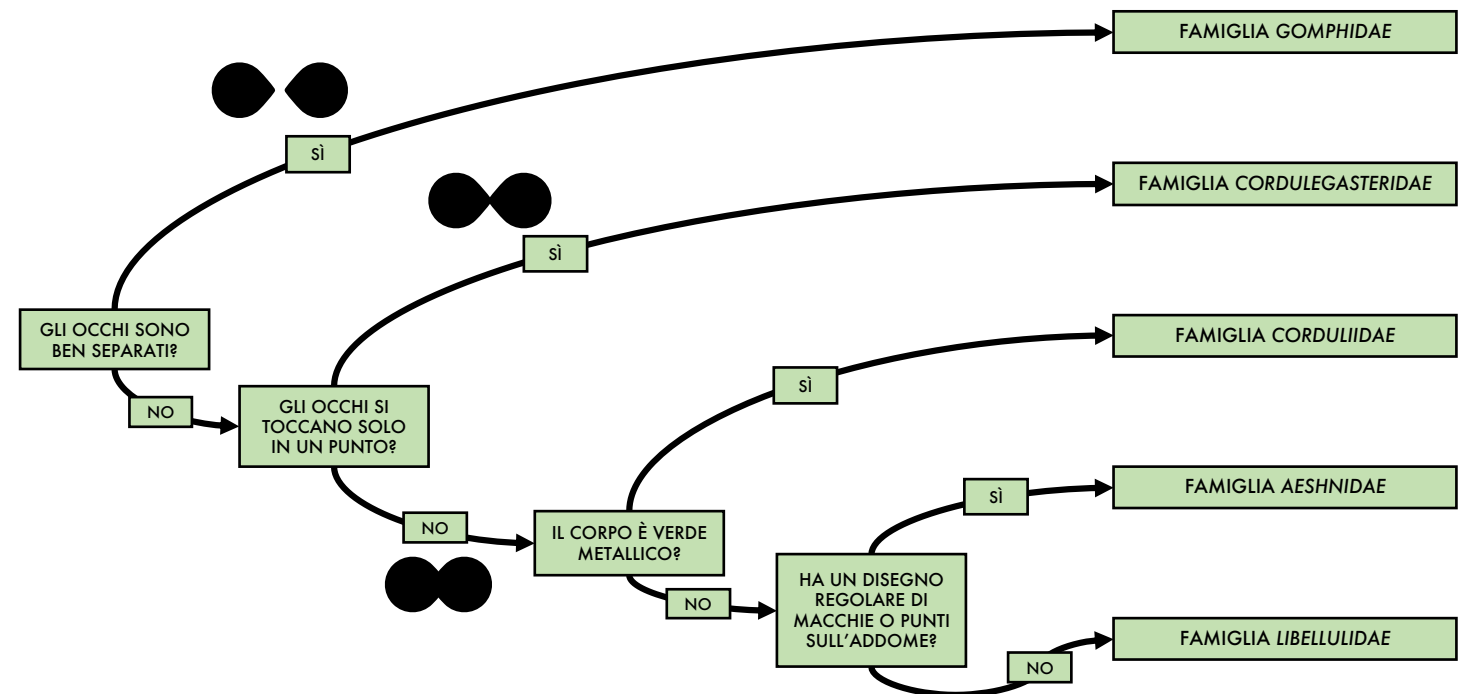 FAMIGLIA GOMPHIDAE
SÌ
FAMIGLIA CORDULEGASTERIDAE
SÌ
GLI OCCHI SONO
BEN SEPARATI?
FAMIGLIA CORDULIIDAE
SÌ
NO
GLI OCCHI SI
TOCCANO SOLO
IN UN PUNTO?
FAMIGLIA AESHNIDAE
SÌ
NO
IL CORPO È VERDE
METALLICO?
NO
HA UN DISEGNO
REGOLARE DI
MACCHIE O PUNTI
SULL'ADDOME?
FAMIGLIA LIBELLULIDAE
NO